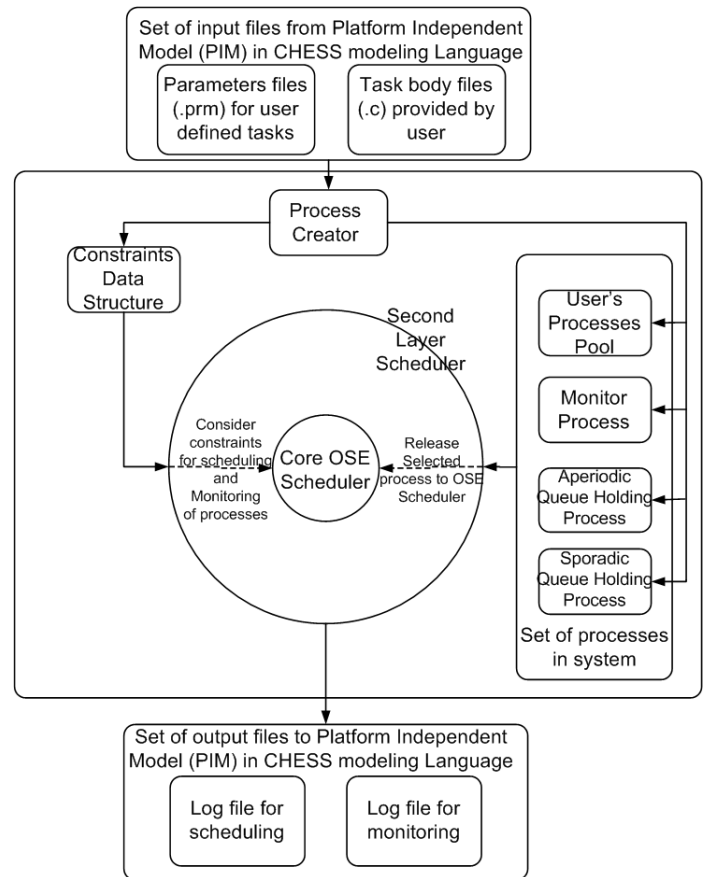 Set of input files from Platform Independent
Model (PIM) in CHESS modeling Language
Parameters files
(.prm) for user
defined tasks
Task body files
(.c) provided by
user
Process
Creator
Constraints
Data
Structure
Second
Layer
Scheduler
User's
Processes
Pool
Monitor
Process
Consider
constraints
for scheduling
and
Monitoring
of processes
Core OSE
Scheduler
Release
Selected
process to OSE
Scheduler
Aperiodic
Queue Holding
Process
Sporadic
Queue Holding
Process
Set of processes
in system
Set of output files to Platform Independent
Model (PIM) in CHESS modeling Language
Log file for
scheduling
Log file for
monitoring